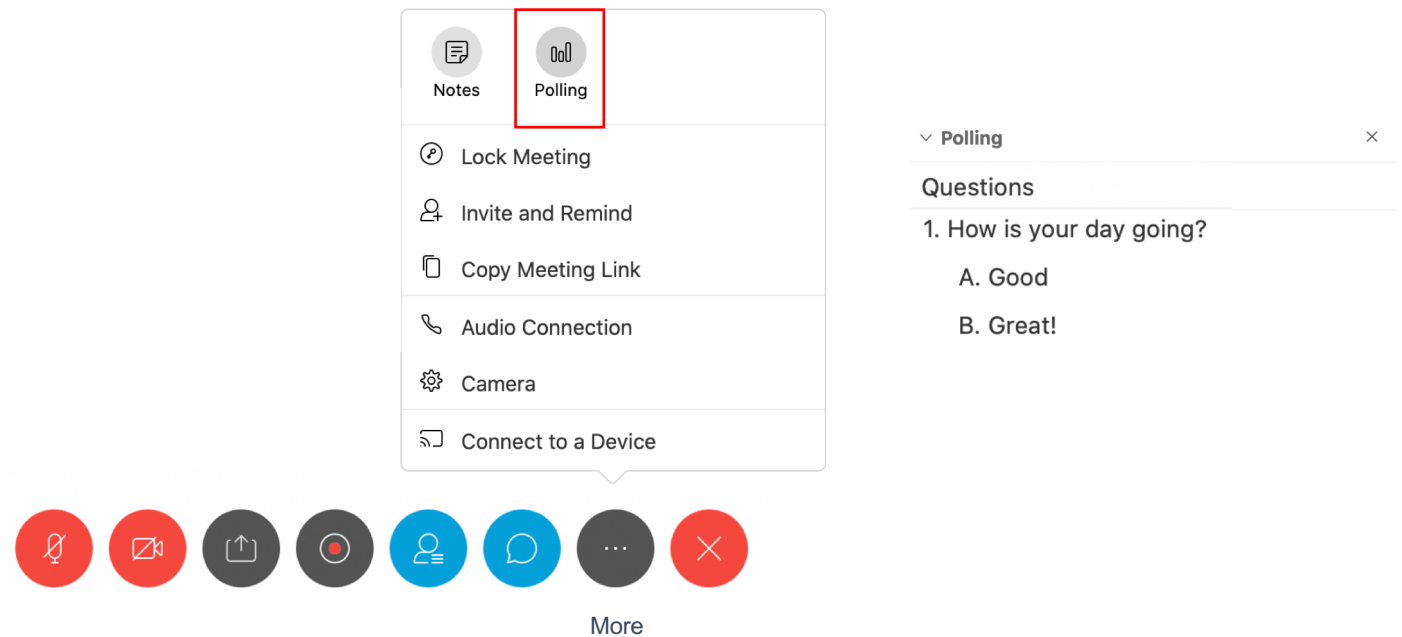 Notes
Polling
Lock Meeting
Invite and Remind
Copy Meeting Link
Audio Connection
Camera
Connect to a Device
More
Polling
Questions
1. How is your day going?
A. Good
B. Great!